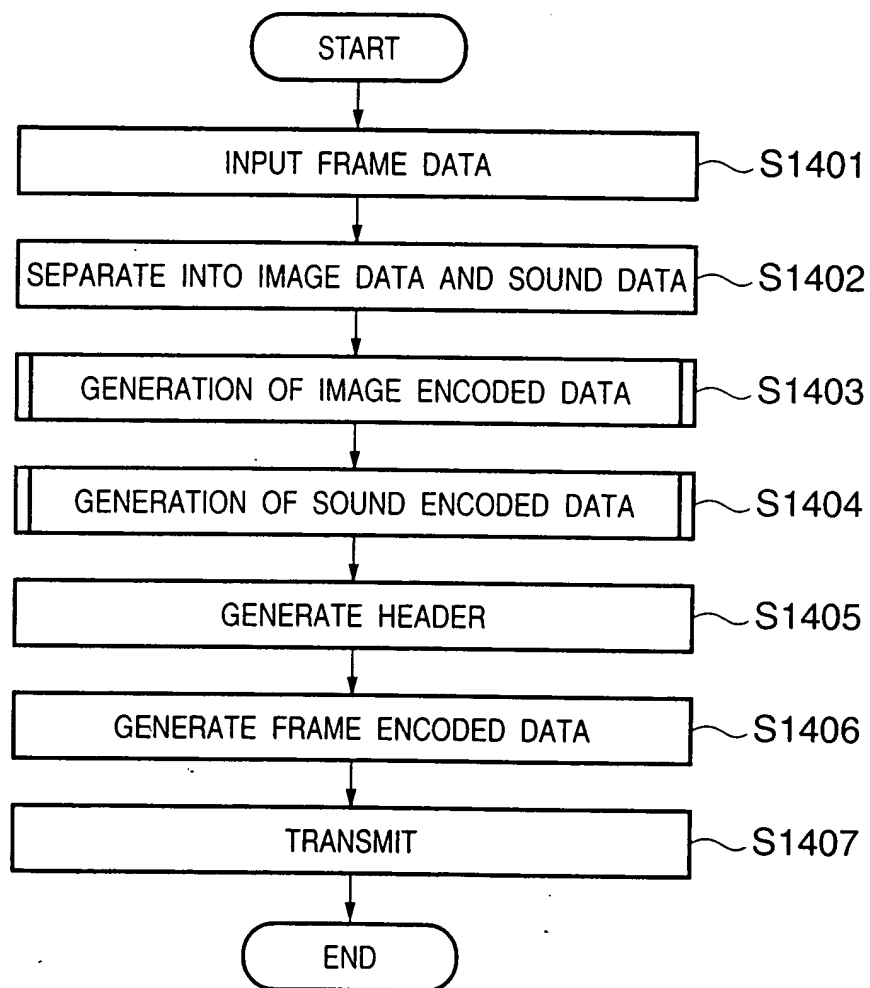 START
INPUT FRAME DATA
S1401
SEPARATE INTO IMAGE DATA AND SOUND DATA
S1402
GENERATION OF IMAGE ENCODED DATA
S1403
GENERATION OF SOUND ENCODED DATA
S1404
GENERATE HEADER
S1405
GENERATE FRAME ENCODED DATA
S1406
TRANSMIT
S1407
END